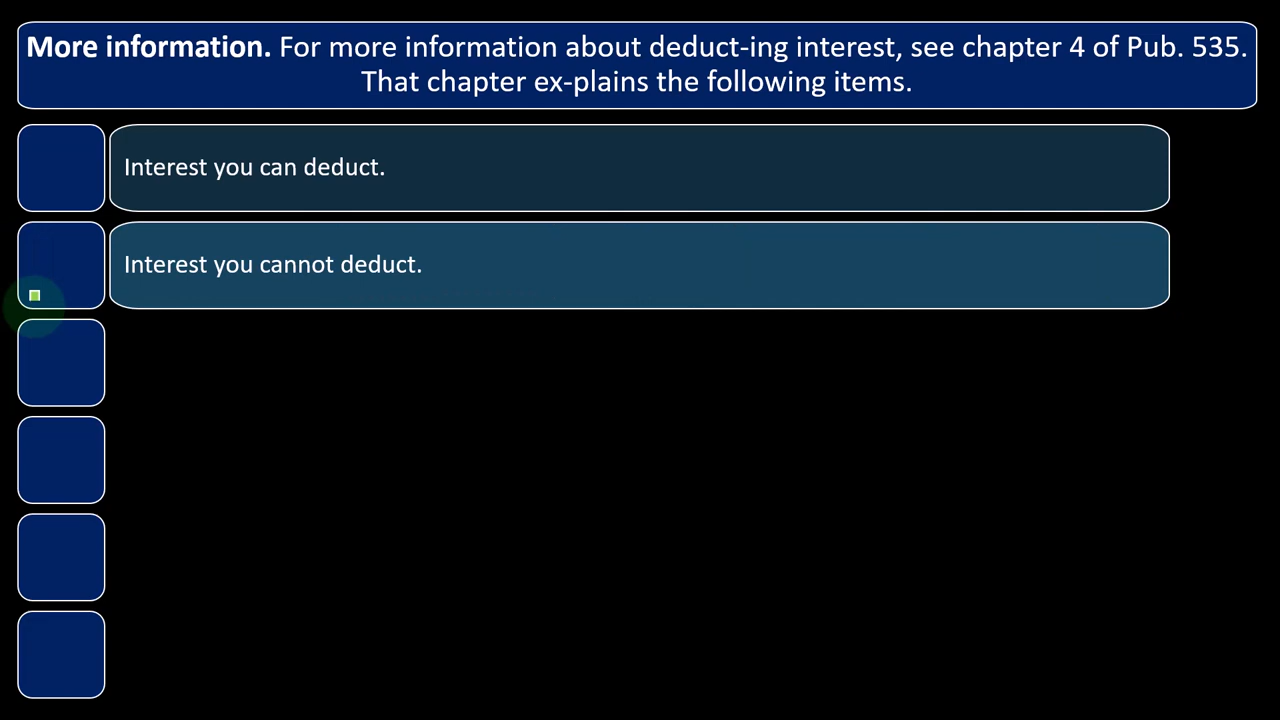 More information. For more information about deduct-ing interest, see chapter 4 of Pub. 535.
That chapter ex-plains the following items.
Interest you can deduct.
Interest you cannot deduct.